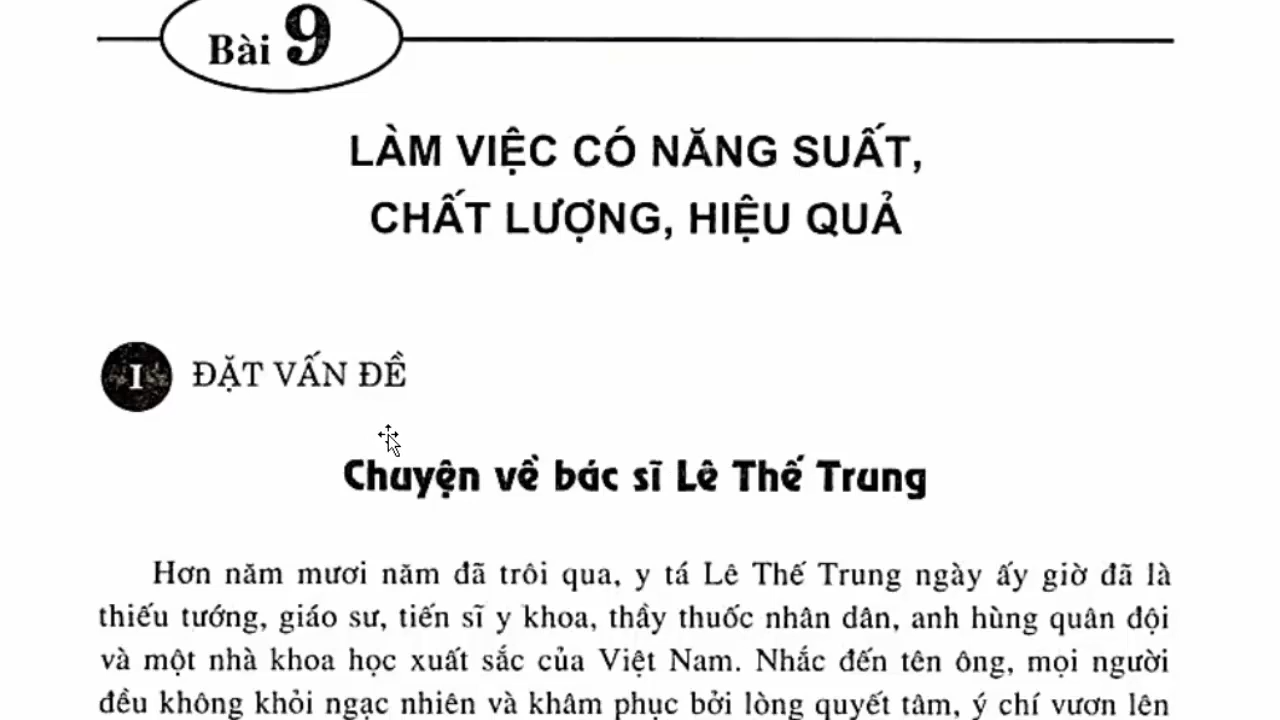 Bài 9
LÀM VIỆC CÓ NĂNG SUẤT,
CHẤT LƯỢNG, HIỆU QUẢ
I ĐẶT VẤN ĐỀ
Chuyện về bác sĩ Lê Thế Trung
Hơn năm mươi năm đã trôi qua, y tá Lê Thế Trung ngày ấy giờ đã là
thiếu tướng, giáo sư, tiến sĩ y khoa, thầy thuốc nhân dân, anh hùng quân đội
và một nhà khoa học xuất sắc của Việt Nam. Nhắc đến tên ông, mọi người
đều không khỏi ngạc nhiên và khâm phục bởi lòng quyết tâm, ý chí vươn lên